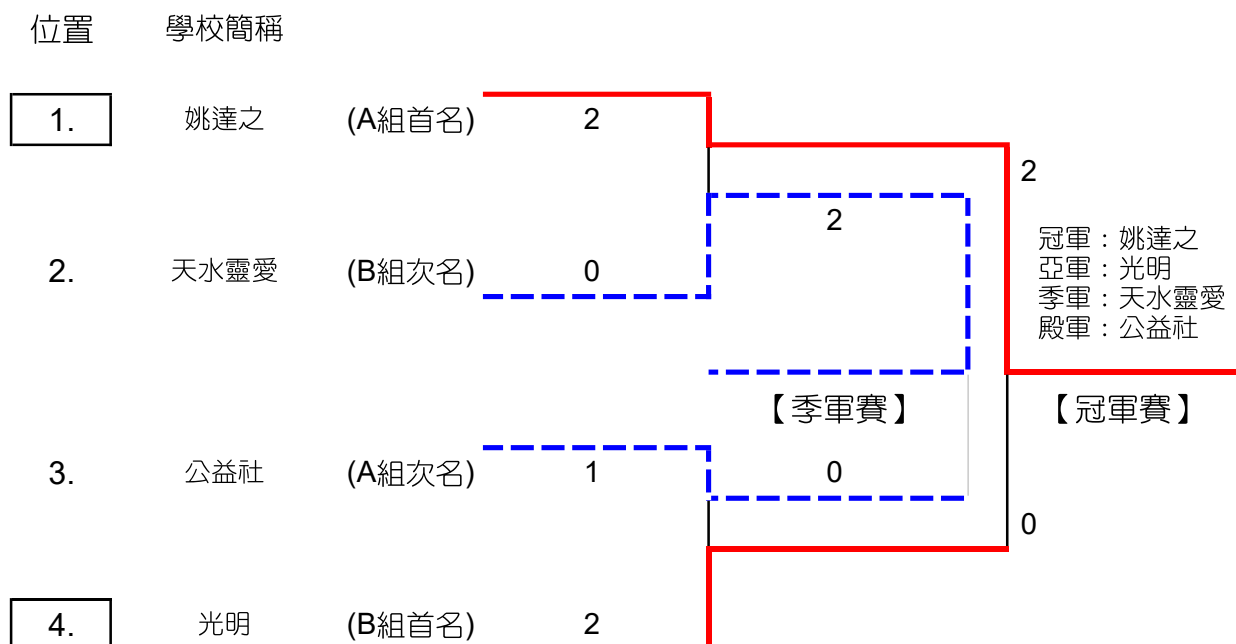 位置 學校簡稱
1. 姚達之 (A組首名) 2
2
2
2. 天水靈愛 (B組次名) 0
冠軍：姚達之
亞軍：光明
季軍：天水靈愛
殿軍：公益社
【季軍賽】 【冠軍賽】
3. 公益社 (A組次名) 1 0
0
4. 光明 (B組首名) 2